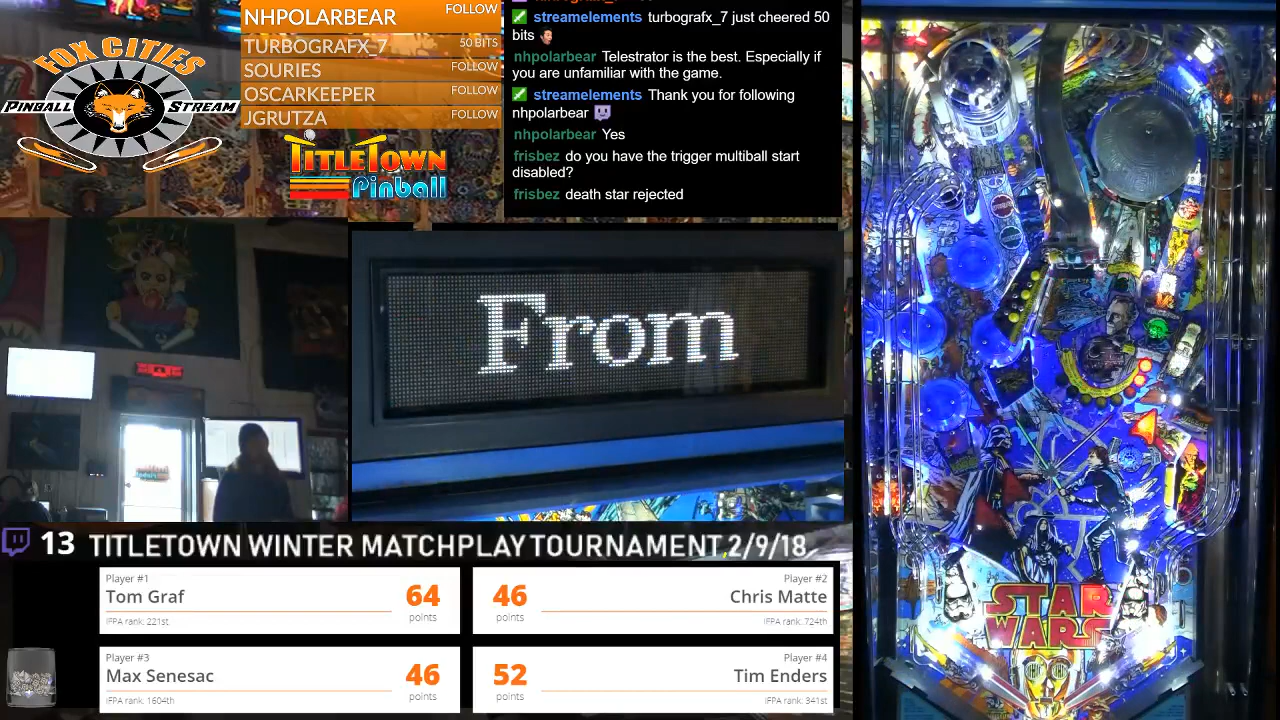 FOX CITIES
PINBALL STREAM
NHPOLARBEAR FOLLOW
TURBOGRAFX_7 50 BITS
SOURIES FOLLOW
OSCARKEEPER FOLLOW
JGRUTZA FOLLOW
TITLETOWN
Pinball
streamelements turbografx_7 just cheered 50
bits
nhpolarbear Telestrator is the best. Especially if
you are unfamiliar with the game.
streamelements Thank you for following
nhpolarbear
nhpolarbear Yes
frisbez do you have the trigger multiball start
disabled?
frisbez death star rejected
From
13 TITLETOWN WINTER MATCHPLAY TOURNAMENT, 2/9/18
Player #1
Tom Graf 64
IFPA rank: 221st points
Player #2
46 Chris Matte
points IFPA rank: 724th
Player #3
Max Senesac 46
IFPA rank: 1604th points
Player #4
52 Tim Enders
points IFPA rank: 341st
STAR
WARS